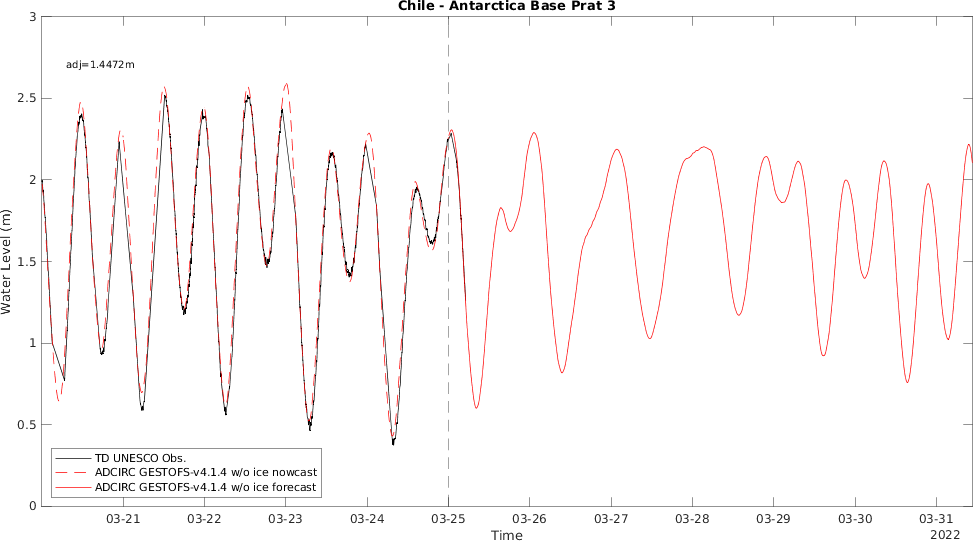 Chile - Antarctica Base Prat 3
3
adj=1.4472m
2.5
2
1.5
1
0.5
0
Water Level (m)
TD UNESCO Obs.
ADCIRC GESTOFS-v4.1.4 w/o ice nowcast
ADCIRC GESTOFS-v4.1.4 w/o ice forecast
03-21 03-22 03-23 03-24 03-25 03-26 03-27 03-28 03-29 03-30 03-31
Time
2022